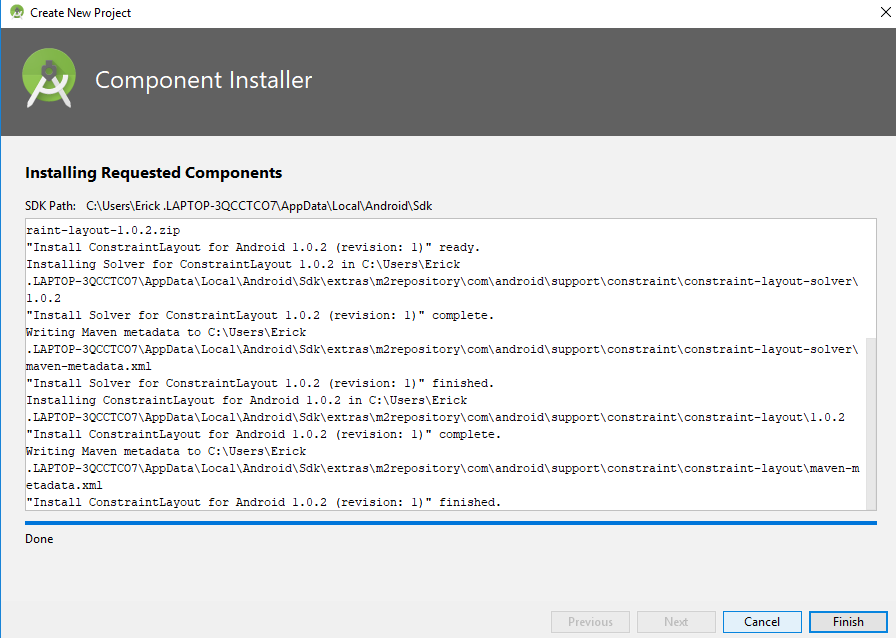 Create New Project
Component Installer
Installing Requested Components
SDK Path: C:\Users\Erick .LAPTOP-3QCCTCO7\AppData\Local\Android\Sdk
raint-layout-1.0.2.zip
"Install ConstraintLayout for Android 1.0.2 (revision: 1)" ready.
Installing Solver for ConstraintLayout 1.0.2 in C:\Users\Erick
.LAPTOP-3QCCTCO7\AppData\Local\Android\Sdk\extras\m2repository\com\android\support\constraint\constraint-layout-solver\
1.0.2
"Install Solver for ConstraintLayout 1.0.2 (revision: 1)" complete.
Writing Maven metadata to C:\Users\Erick
.LAPTOP-3QCCTCO7\AppData\Local\Android\Sdk\extras\m2repository\com\android\support\constraint\constraint-layout-solver\
maven-metadata.xml
"Install Solver for ConstraintLayout 1.0.2 (revision: 1)" finished.
Installing ConstraintLayout for Android 1.0.2 in C:\Users\Erick
.LAPTOP-3QCCTCO7\AppData\Local\Android\Sdk\extras\m2repository\com\android\support\constraint\constraint-layout\1.0.2
"Install ConstraintLayout for Android 1.0.2 (revision: 1)" complete.
Writing Maven metadata to C:\Users\Erick
.LAPTOP-3QCCTCO7\AppData\Local\Android\Sdk\extras\m2repository\com\android\support\constraint\constraint-layout\maven-m
etadata.xml
"Install ConstraintLayout for Android 1.0.2 (revision: 1)" finished.
Done
Previous Next Cancel Finish